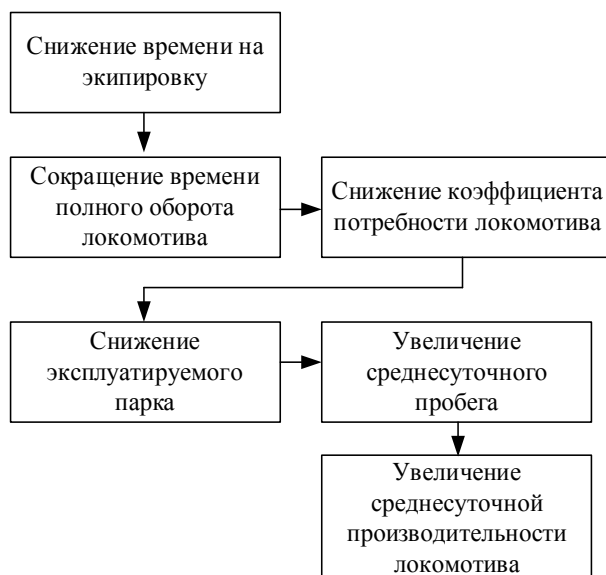 Снижение времени на
экипировку
Сокращение времени
полного оборота
локомотива
Снижение коэффициента
потребности локомотива
Снижение
эксплуатируемого
парка
Увеличение
среднесуточного
пробега
Увеличение
среднесуточной
производительности
локомотива